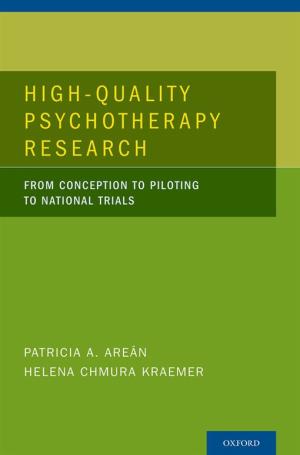 HIGH-QUALITY
PSYCHOTHERAPY
RESEARCH
FROM CONCEPTION TO PILOTING
TO NATIONAL TRIALS
PATRICIA A. AREÁN
HELENA CHMURA KRAEMER
OXFORD